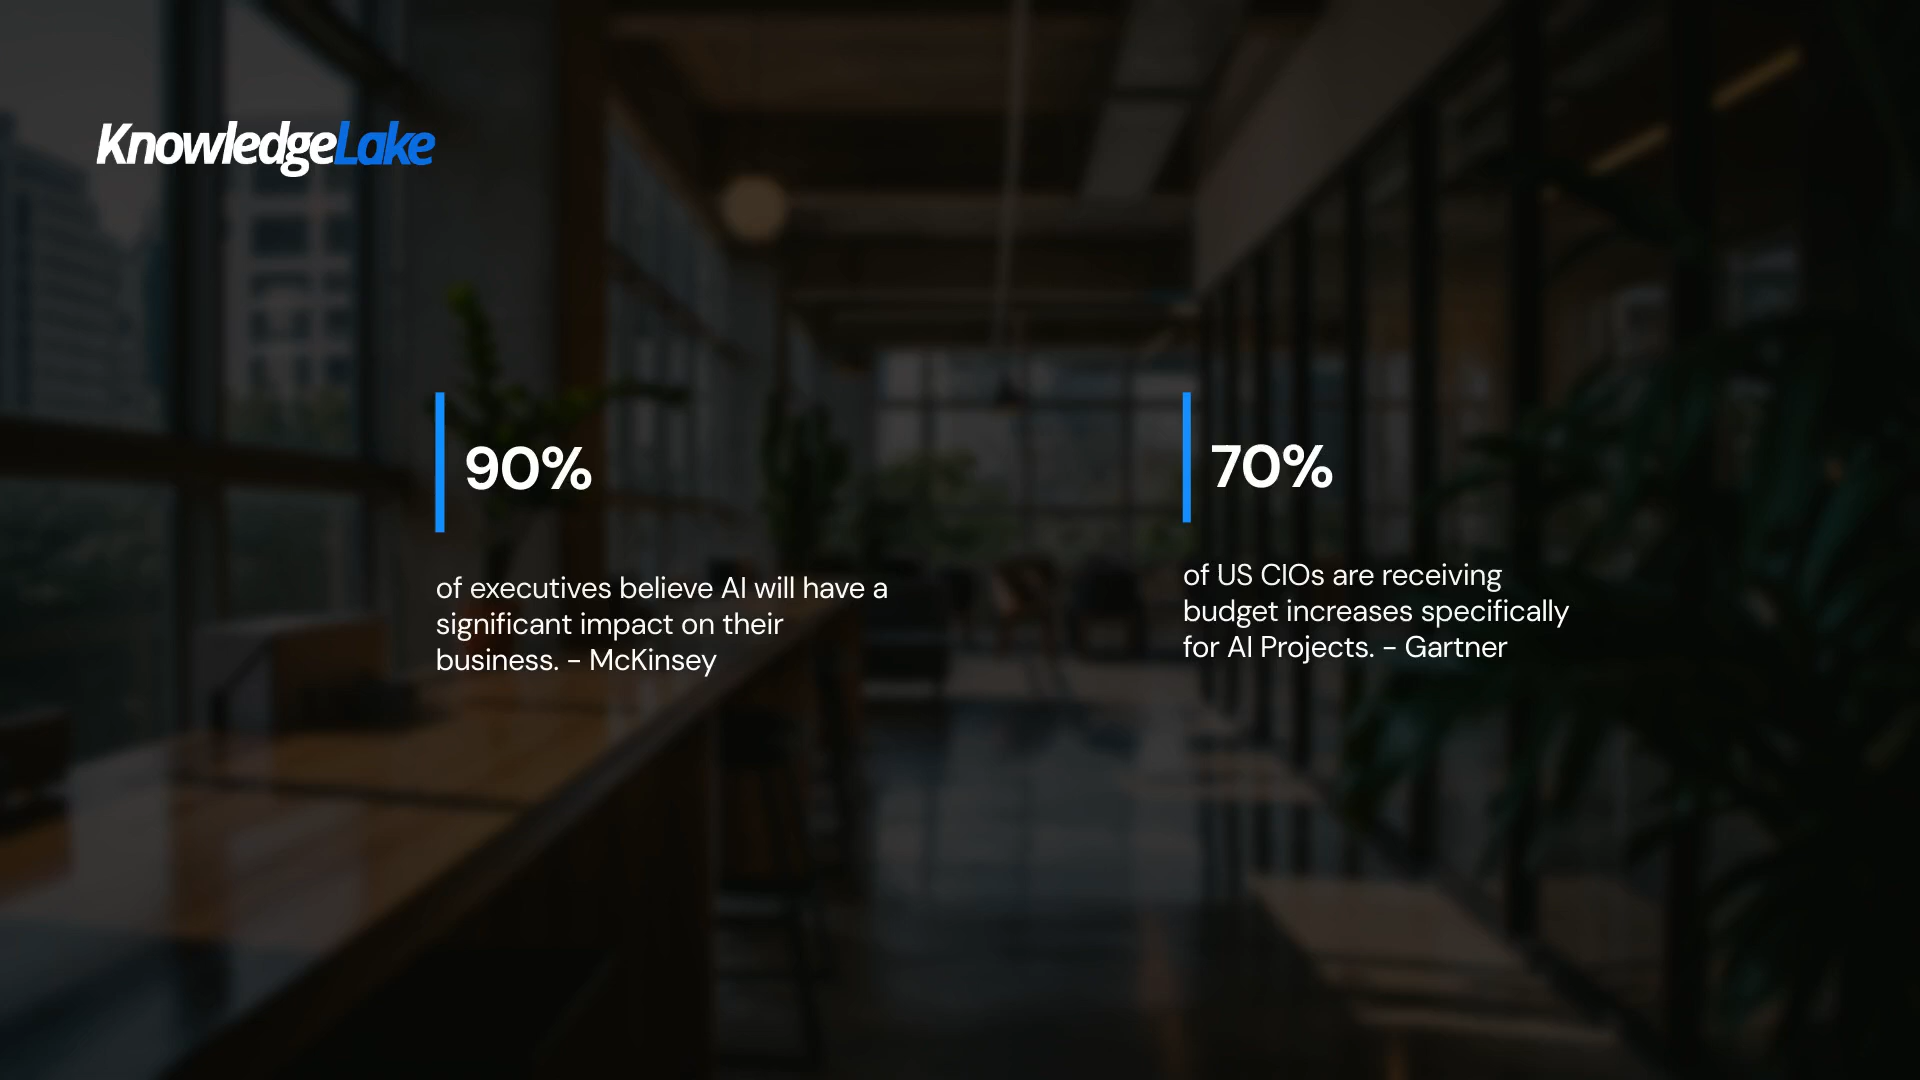 KnowledgeLake
90%
of executives believe AI will have a
significant impact on their
business. - McKinsey
70%
of US CIOs are receiving
budget increases specifically
for AI Projects. - Gartner